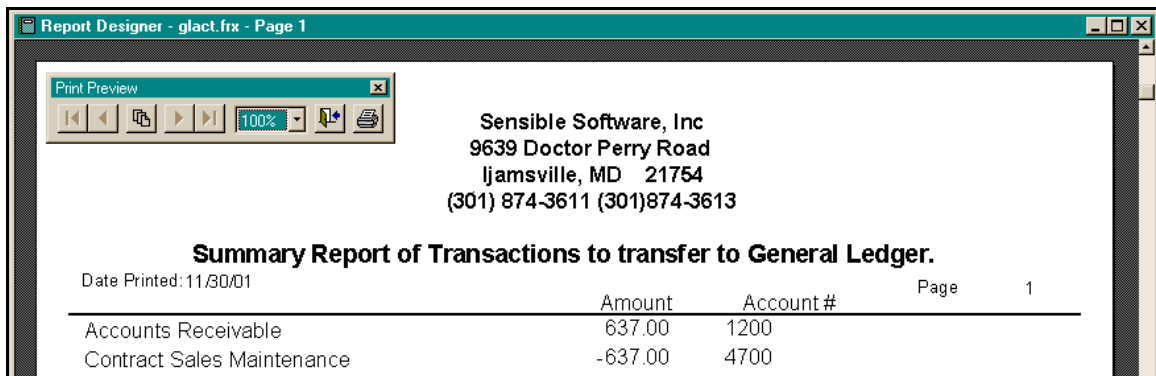 Report Designer - glact.frx - Page 1
Print Preview
100%
Sensible Software, Inc
9639 Doctor Perry Road
Ijamsville, MD 21754
(301) 874-3611 (301)874-3613
Summary Report of Transactions to transfer to General Ledger.
Date Printed: 11/30/01
Page 1
Amount Account #
Accounts Receivable 637.00 1200
Contract Sales Maintenance -637.00 4700